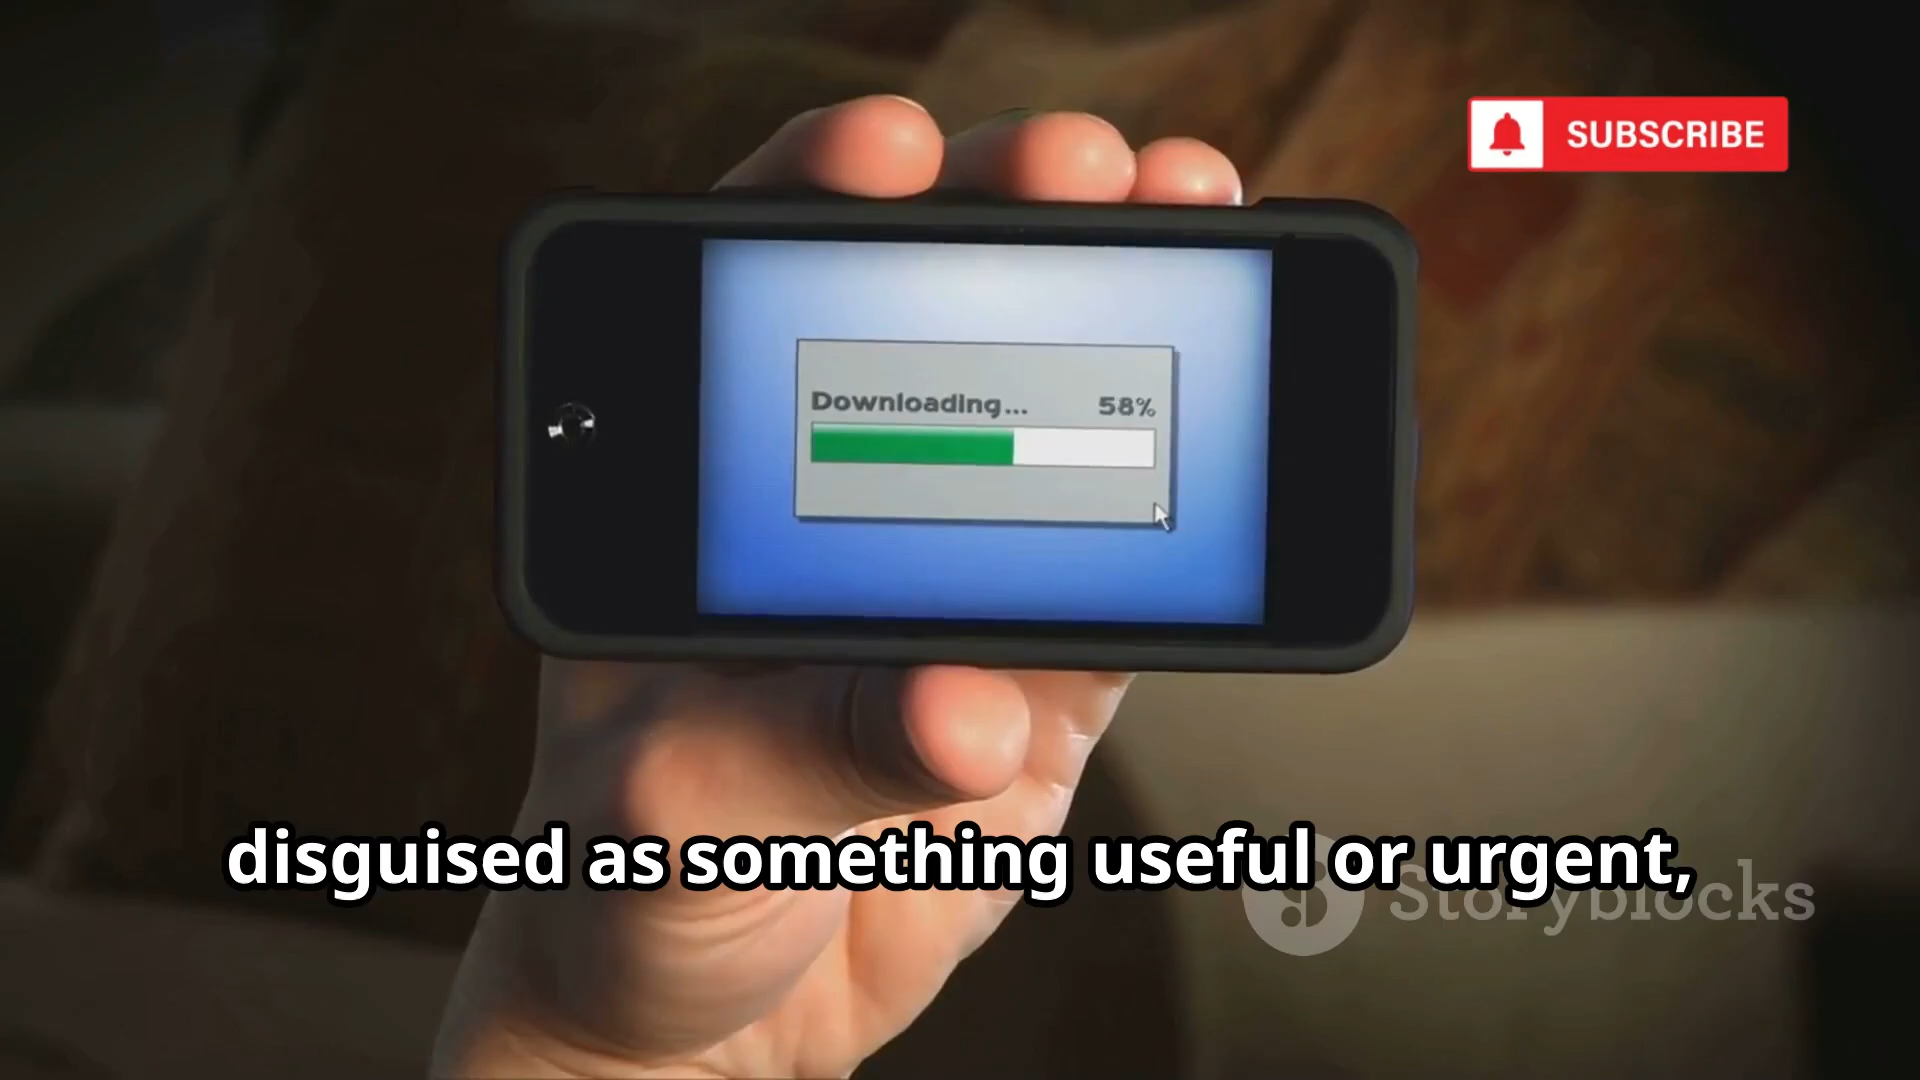 SUBSCRIBE
Downloading... 58%
disguised as something useful or urgent,
Storyblocks